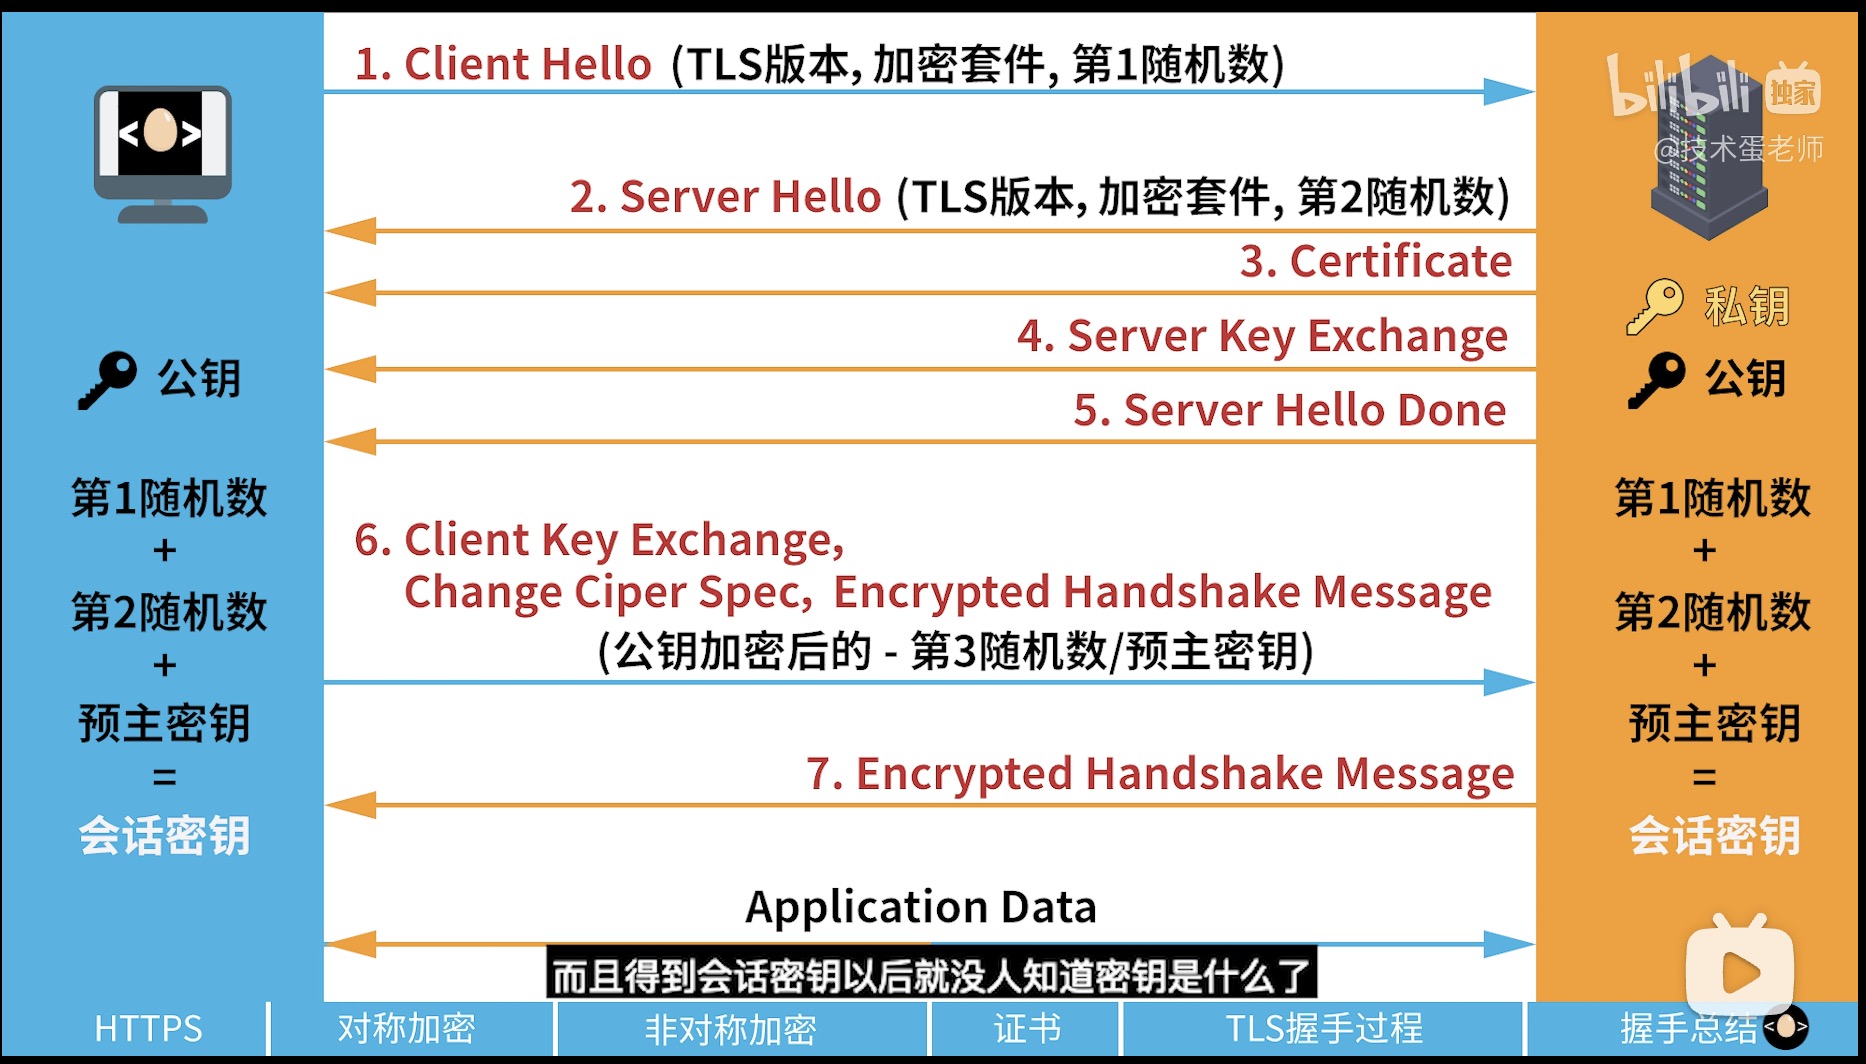 1. Client Hello (TLS版本, 加密套件, 第1随机数)
bilibili 独家
@技术蛋老师
< >
2. Server Hello (TLS版本, 加密套件, 第2随机数)
3. Certificate
私钥
4. Server Key Exchange
公钥
公钥
5. Server Hello Done
第1随机数
+
第2随机数
+
预主密钥
=
会话密钥
6. Client Key Exchange,
Change Ciper Spec, Encrypted Handshake Message
(公钥加密后的 - 第3随机数/预主密钥)
7. Encrypted Handshake Message
第1随机数
+
第2随机数
+
预主密钥
=
会话密钥
Application Data
而且得到会话密钥以后就没人知道密钥是什么了
HTTPS 对称加密 非对称加密 证书 TLS握手过程 握手总结 < >